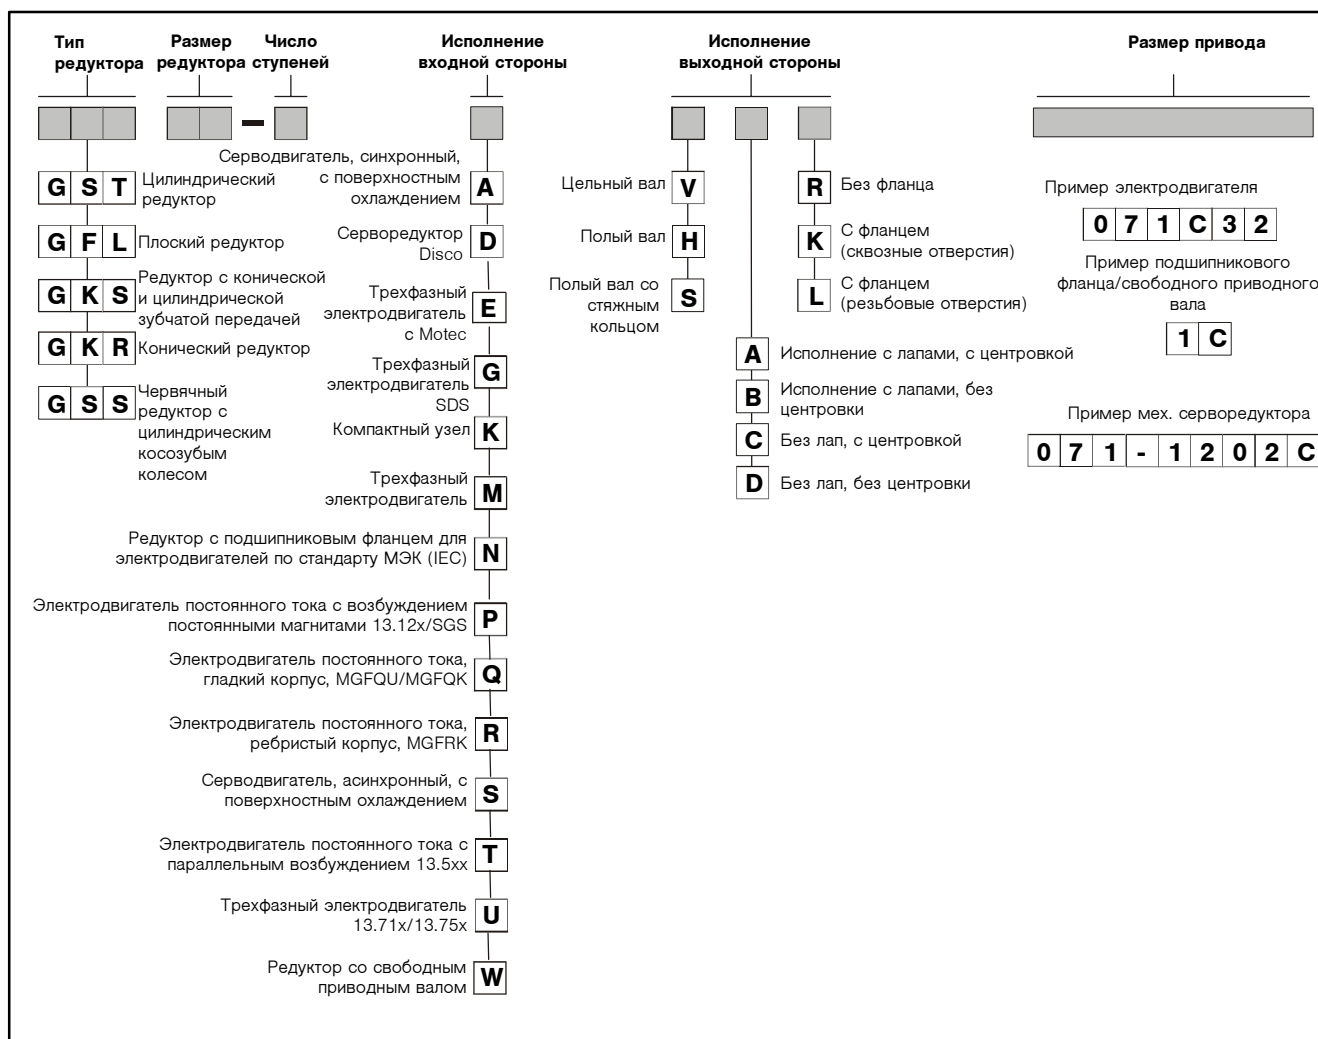 Тип
редуктора
Размер
редуктора
Число
ступеней
Исполнение
входной стороны
Исполнение
выходной стороны
Размер привода
G S T
Цилиндрический
редуктор
G F L
Плоский редуктор
G K S
Редуктор с конической
и цилиндрической
зубчатой передачей
G K R
Конический редуктор
G S S
Червячный
редуктор с
цилиндрическим
косозубым
колесом
Серводвигатель, синхронный,
с поверхностным
охлаждением
A
Серворедуктор
Disco
D
Трехфазный
электродвигатель
с Motec
E
Трехфазный
электродвигатель
SDS
G
Компактный узел
K
Трехфазный
электродвигатель
M
Редуктор с подшипниковым фланцем для
электродвигателей по стандарту МЭК (IEC)
N
Электродвигатель постоянного тока с возбуждением
постоянными магнитами 13.12x/SGS
P
Электродвигатель постоянного тока,
гладкий корпус, MGFQU/MGFQK
Q
Электродвигатель постоянного тока,
ребристый корпус, MGFRK
R
Серводвигатель, асинхронный, с
поверхностным охлаждением
S
Электродвигатель постоянного тока с
параллельным возбуждением 13.5xx
T
Трехфазный электродвигатель
13.71x/13.75x
U
Редуктор со свободным
приводным валом
W
Цельный вал
V
Полый вал
H
Полый вал со
стяжным
кольцом
S
R
Без фланца
K
С фланцем
(сквозные отверстия)
L
С фланцем
(резьбовые отверстия)
A
Исполнение с лапами, с центровкой
B
Исполнение с лапами, без
центровки
C
Без лап, с центровкой
D
Без лап, без центровки
Пример электродвигателя
0 7 1 C 3 2
Пример подшипникового
фланца/свободного приводного
вала
1 C
Пример мех. серворедуктора
0 7 1 - 1 2 0 2 C